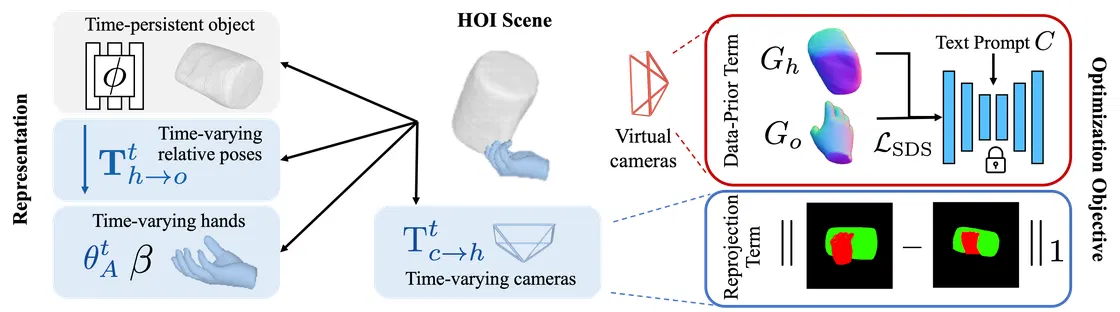 Representation
Time-persistent object
ϕ
Time-varying
relative poses
T^t_{h→o}
Time-varying hands
θ^t_A β
HOI Scene
T^t_{c→h}
Time-varying cameras
Virtual
cameras
Data-Prior Term
G_h
G_o
L_SDS
Text Prompt C
Reprojection
Term
|| − ||_1
Optimization Objective